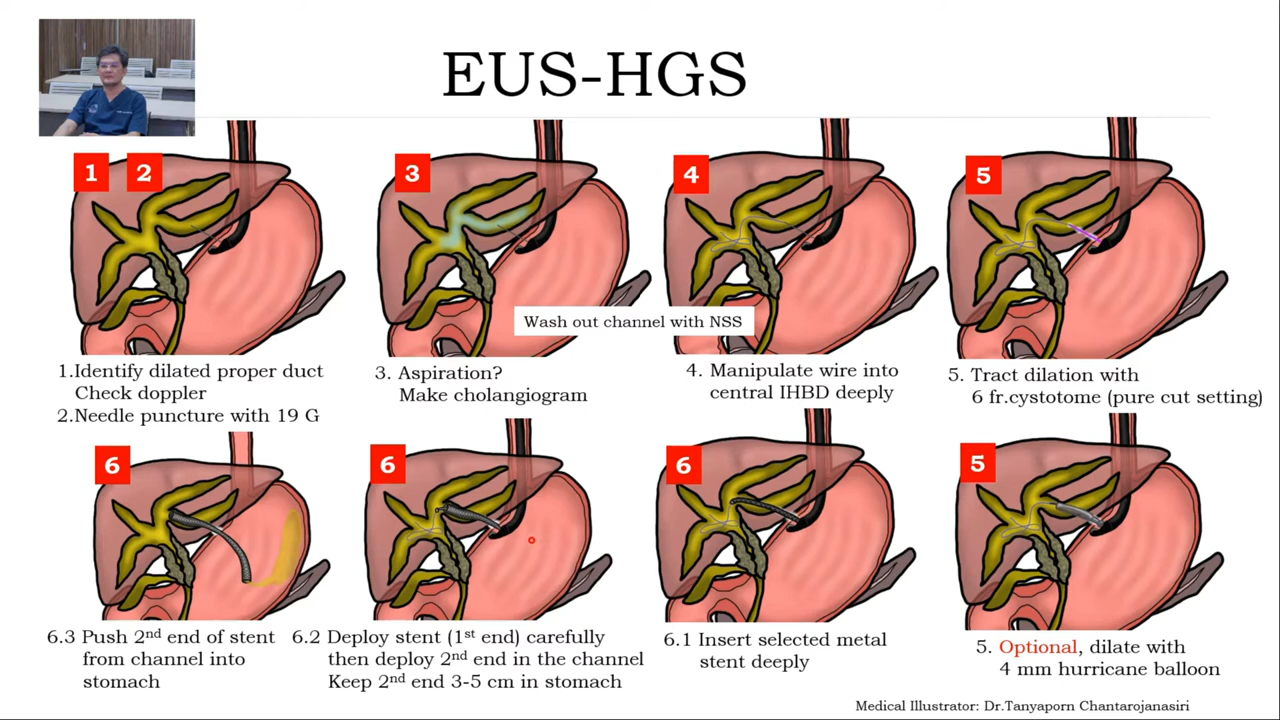 EUS-HGS
1 2
3
4
5
Wash out channel with NSS
1.Identify dilated proper duct
Check doppler
2.Needle puncture with 19 G
3. Aspiration?
Make cholangiogram
4. Manipulate wire into
central IHBD deeply
5. Tract dilation with
6 fr.cystotome (pure cut setting)
6
6
6
5
6.3 Push 2nd end of stent
from channel into
stomach
6.2 Deploy stent (1st end) carefully
then deploy 2nd end in the channel
Keep 2nd end 3-5 cm in stomach
6.1 Insert selected metal
stent deeply
5. Optional, dilate with
4 mm hurricane balloon
Medical Illustrator: Dr.Tanyaporn Chantarojanasiri